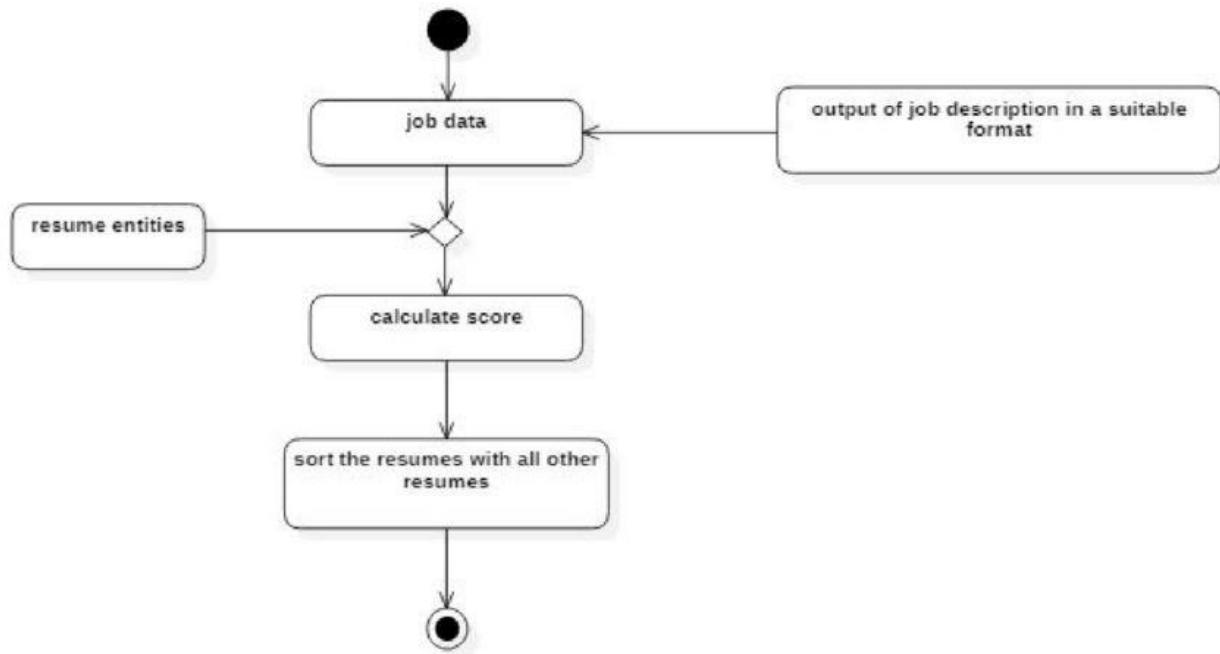 job data
output of job description in a suitable
format
resume entities
calculate score
sort the resumes with all other
resumes